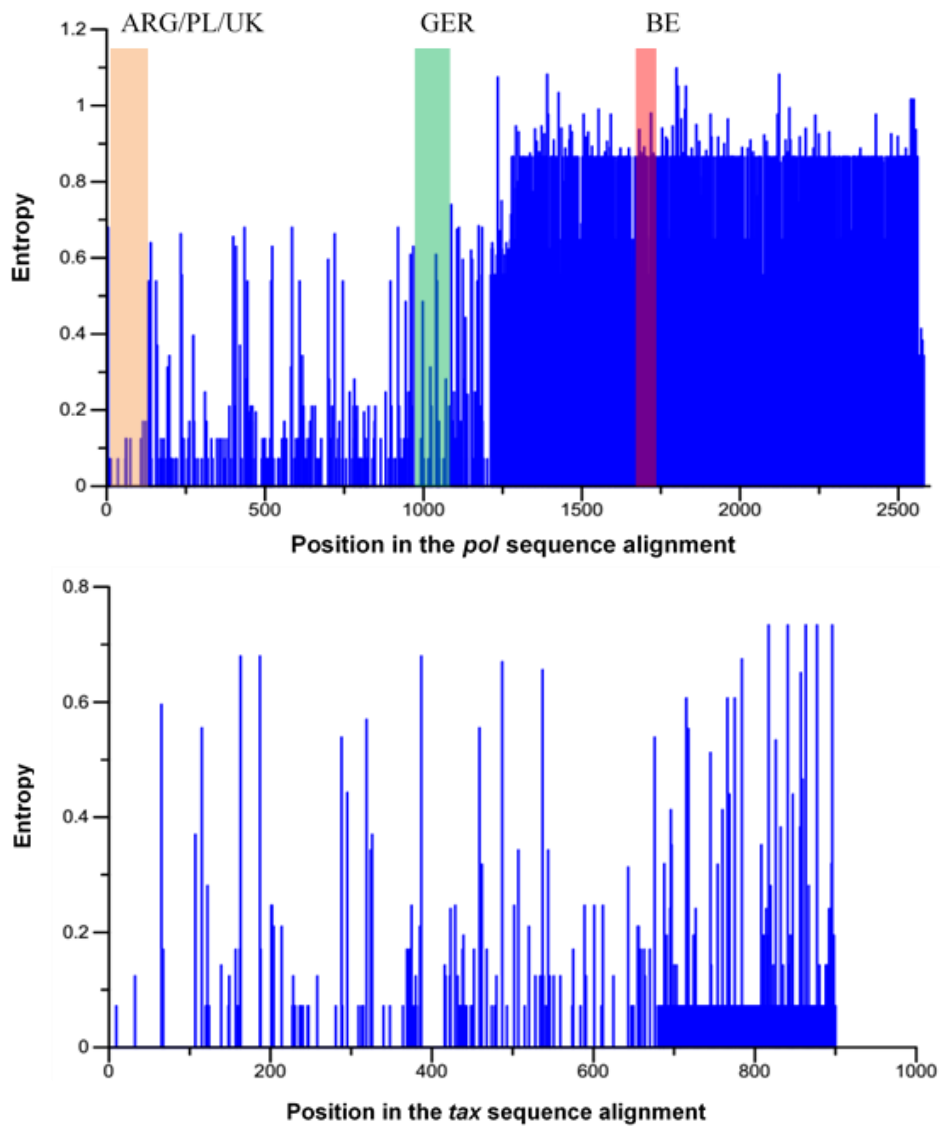 ARG/PL/UK GER BE
1.2
1
0.8
0.6
0.4
0.2
0
Entropy
0 500 1000 1500 2000 2500
Position in the pol sequence alignment
0.8
0.6
0.4
0.2
0
Entropy
0 200 400 600 800 1000
Position in the tax sequence alignment